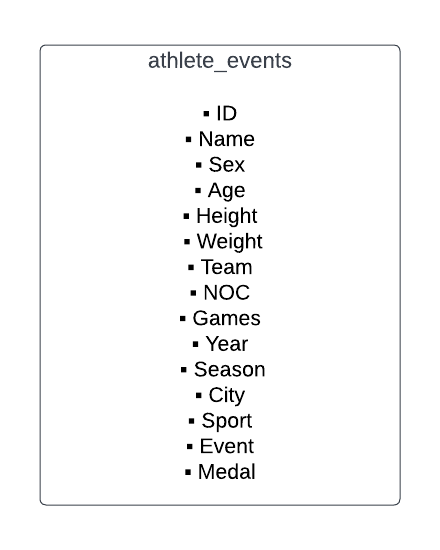 athlete_events
▪ ID
▪ Name
▪ Sex
▪ Age
▪ Height
▪ Weight
▪ Team
▪ NOC
▪ Games
▪ Year
▪ Season
▪ City
▪ Sport
▪ Event
▪ Medal